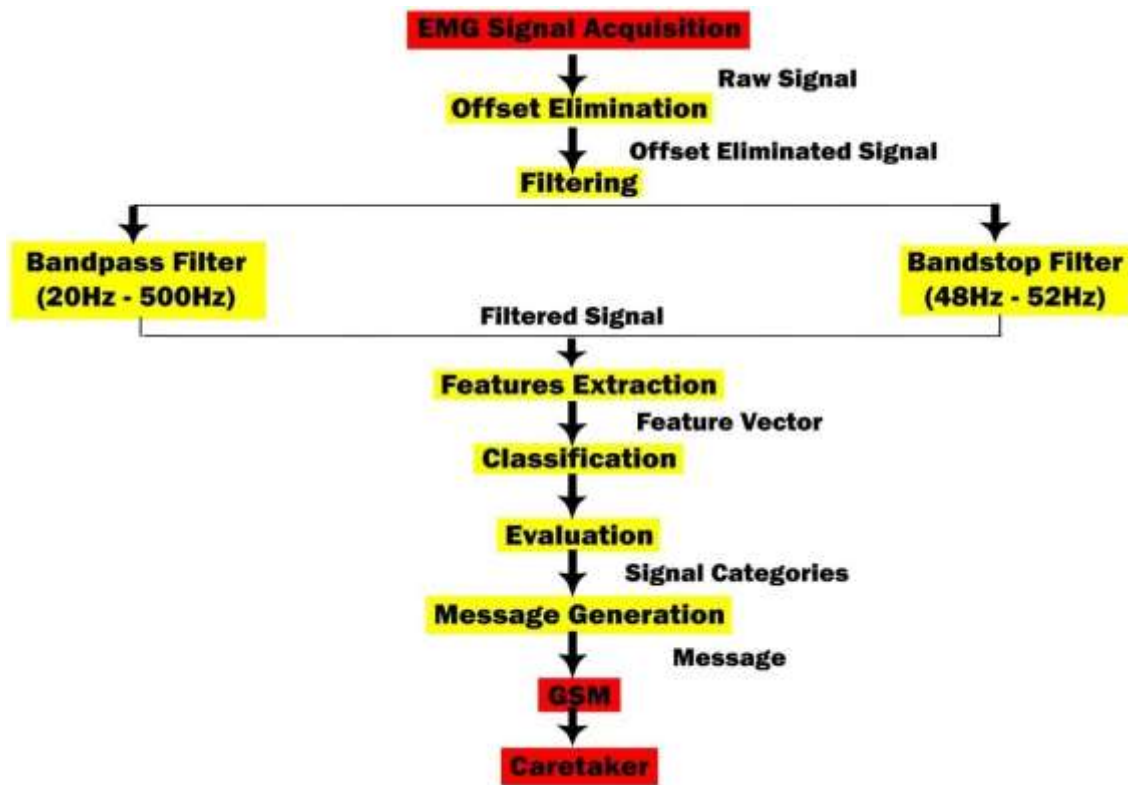 EMG Signal Acquisition
Raw Signal
Offset Elimination
Offset Eliminated Signal
Filtering
Bandpass Filter
(20Hz - 500Hz)
Bandstop Filter
(48Hz - 52Hz)
Filtered Signal
Features Extraction
Feature Vector
Classification
Evaluation
Signal Categories
Message Generation
Message
GSM
Caretaker